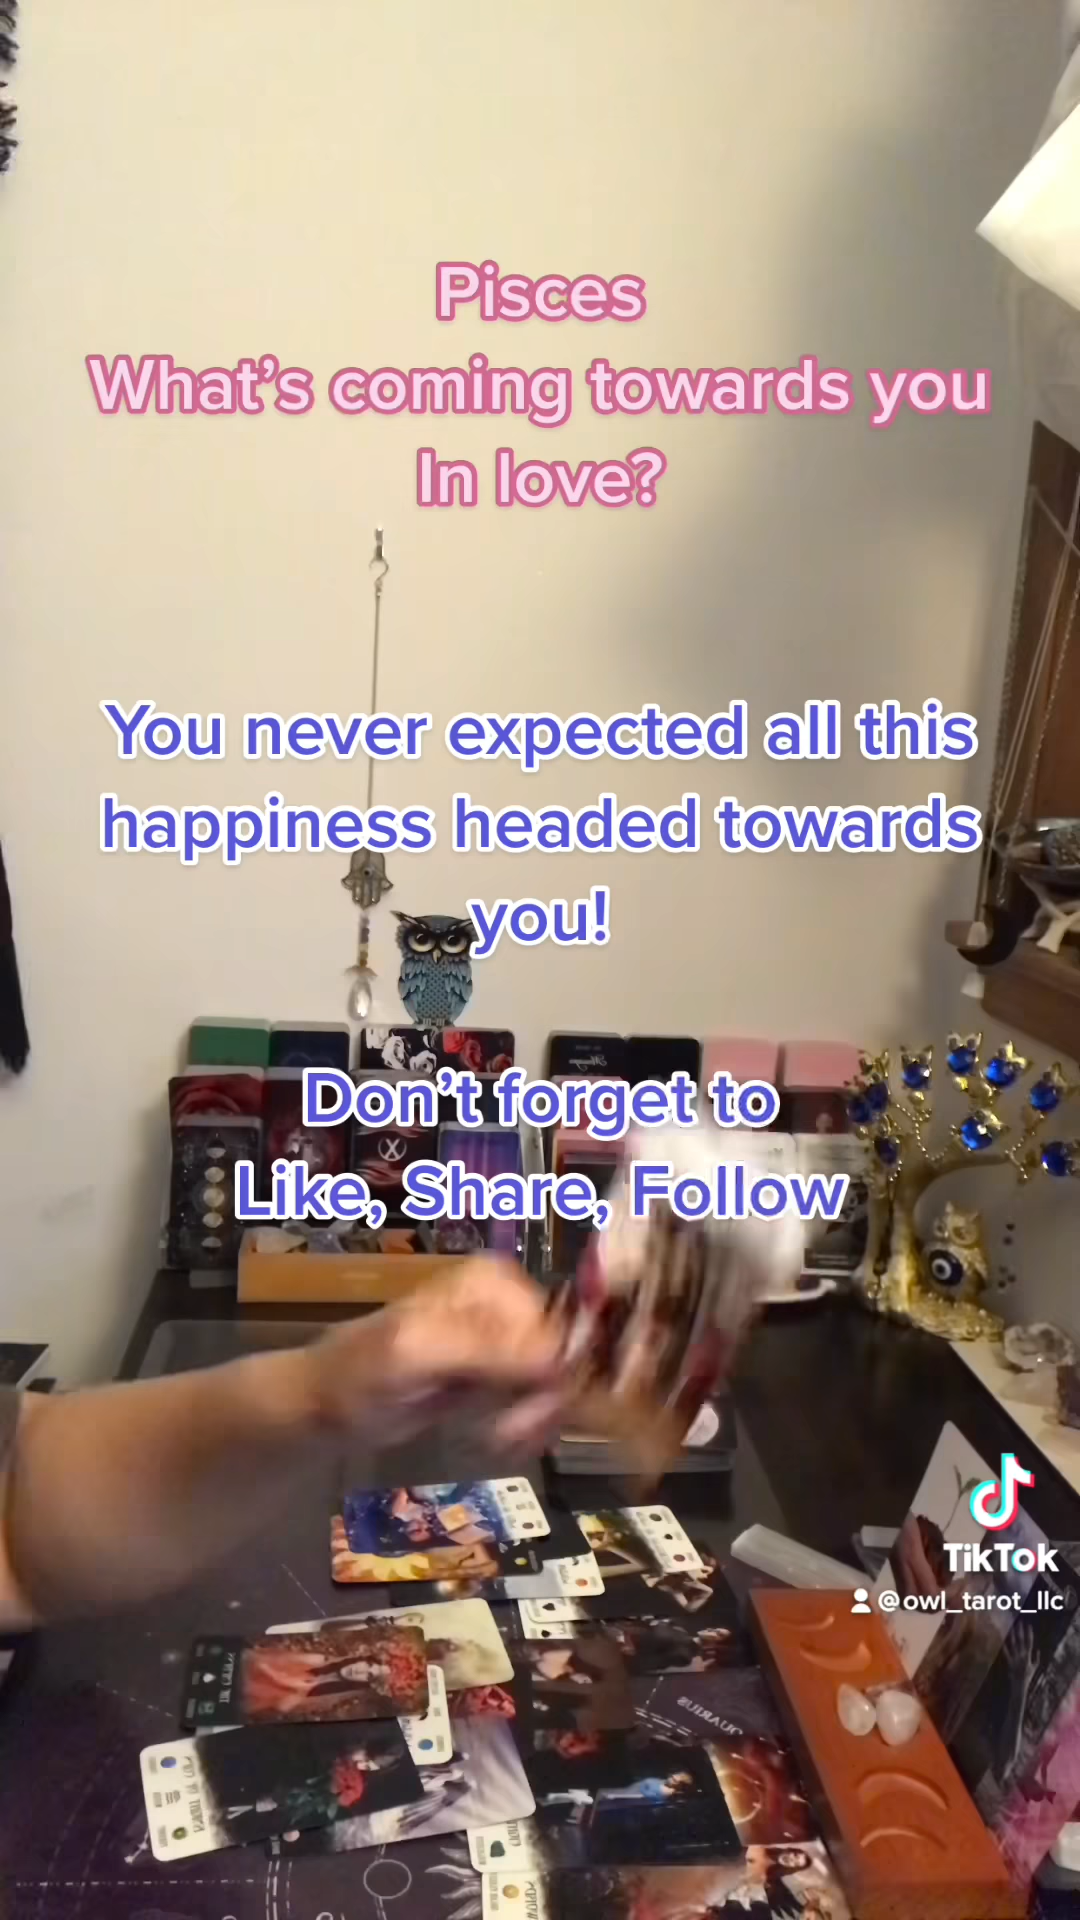 Pisces
What's coming towards you
In love?
You never expected all this
happiness headed towards
you!
Don't forget to
Like, Share, Follow
X
TikTok
@owl_tarot_llc